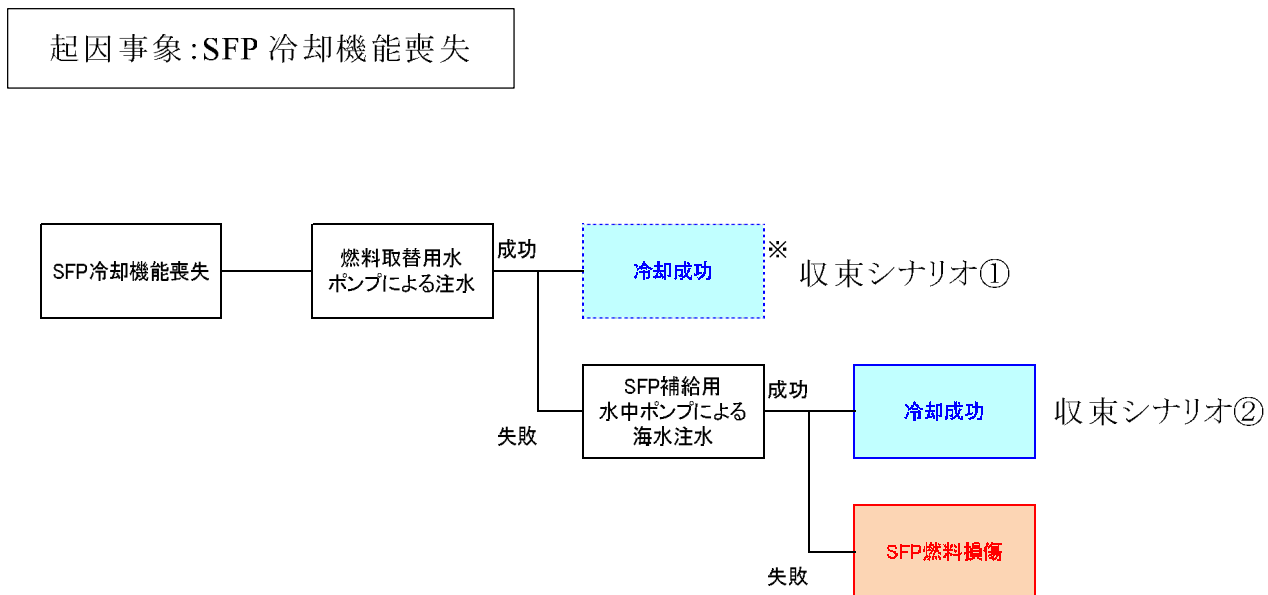 起因事象:SFP 冷却機能喪失
SFP冷却機能喪失
燃料取替用水
ポンプによる注水
成功
冷却成功
※
収束シナリオ①
失敗
SFP補給用
水中ポンプによる
海水注水
成功
冷却成功
収束シナリオ②
失敗
SFP燃料損傷